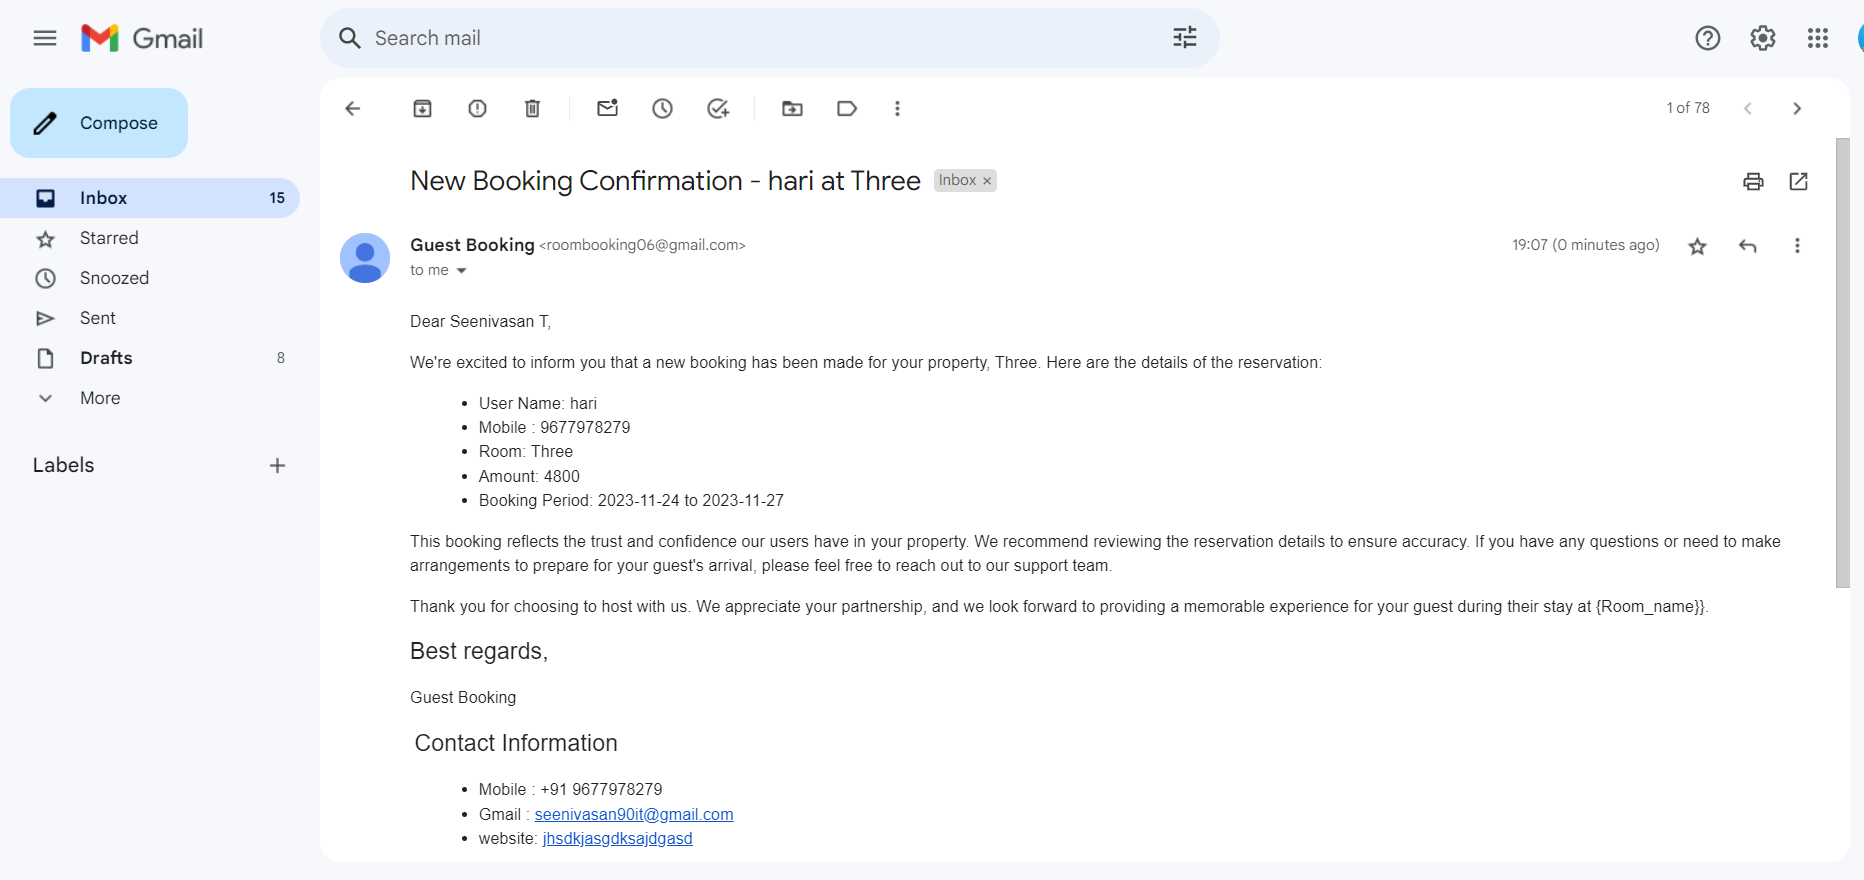 Gmail
Search mail
Compose
Inbox 15
Starred
Snoozed
Sent
Drafts 8
More
Labels
1 of 78
New Booking Confirmation - hari at Three Inbox ×
Guest Booking <roombooking06@gmail.com> 19:07 (0 minutes ago)
to me
Dear Seenivasan T,
We're excited to inform you that a new booking has been made for your property, Three. Here are the details of the reservation:
• User Name: hari
• Mobile : 9677978279
• Room: Three
• Amount: 4800
• Booking Period: 2023-11-24 to 2023-11-27
This booking reflects the trust and confidence our users have in your property. We recommend reviewing the reservation details to ensure accuracy. If you have any questions or need to make
arrangements to prepare for your guest's arrival, please feel free to reach out to our support team.
Thank you for choosing to host with us. We appreciate your partnership, and we look forward to providing a memorable experience for your guest during their stay at {Room_name}}.
Best regards,
Guest Booking
Contact Information
• Mobile : +91 9677978279
• Gmail : seenivasan90it@gmail.com
• website: jhsdkjasgdksajdgasd